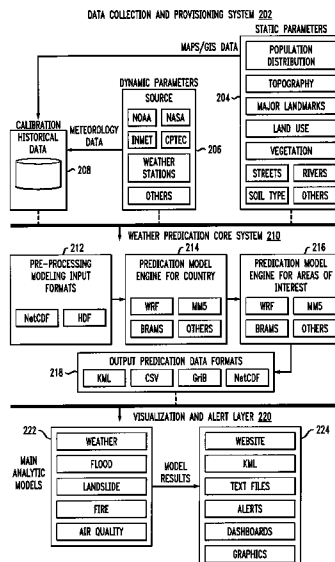 DATA COLLECTION AND PROVISIONING SYSTEM 202
MAPS/GIS DATA
STATIC PARAMETERS
POPULATION
DISTRIBUTION
TOPOGRAPHY
204
MAJOR LANDMARKS
LAND USE
VEGETATION
STREETS
RIVERS
SOIL TYPE
OTHERS
DYNAMIC PARAMETERS
SOURCE
NOAA
NASA
INMET
CPTEC
206
WEATHER
STATIONS
OTHERS
METEOROLOGY
DATA
CALIBRATION
HISTORICAL
DATA
208
WEATHER PREDICATION CORE SYSTEM 210
212
PRE-PROCESSING
MODELING INPUT
FORMATS
NetCDF
HDF
214
PREDICATION MODEL
ENGINE FOR COUNTRY
WRF
MM5
BRAMS
OTHERS
216
PREDICATION MODEL
ENGINE FOR AREAS OF
INTEREST
WRF
MM5
BRAMS
OTHERS
OUTPUT PREDICATION DATA FORMATS
218
KML
CSV
GriB
NetCDF
VISUALIZATION AND ALERT LAYER 220
222
MAIN
ANALYTIC
MODELS
WEATHER
FLOOD
LANDSLIDE
FIRE
AIR QUALITY
MODEL
RESULTS
224
WEBSITE
KML
TEXT FILES
ALERTS
DASHBOARDS
GRAPHICS